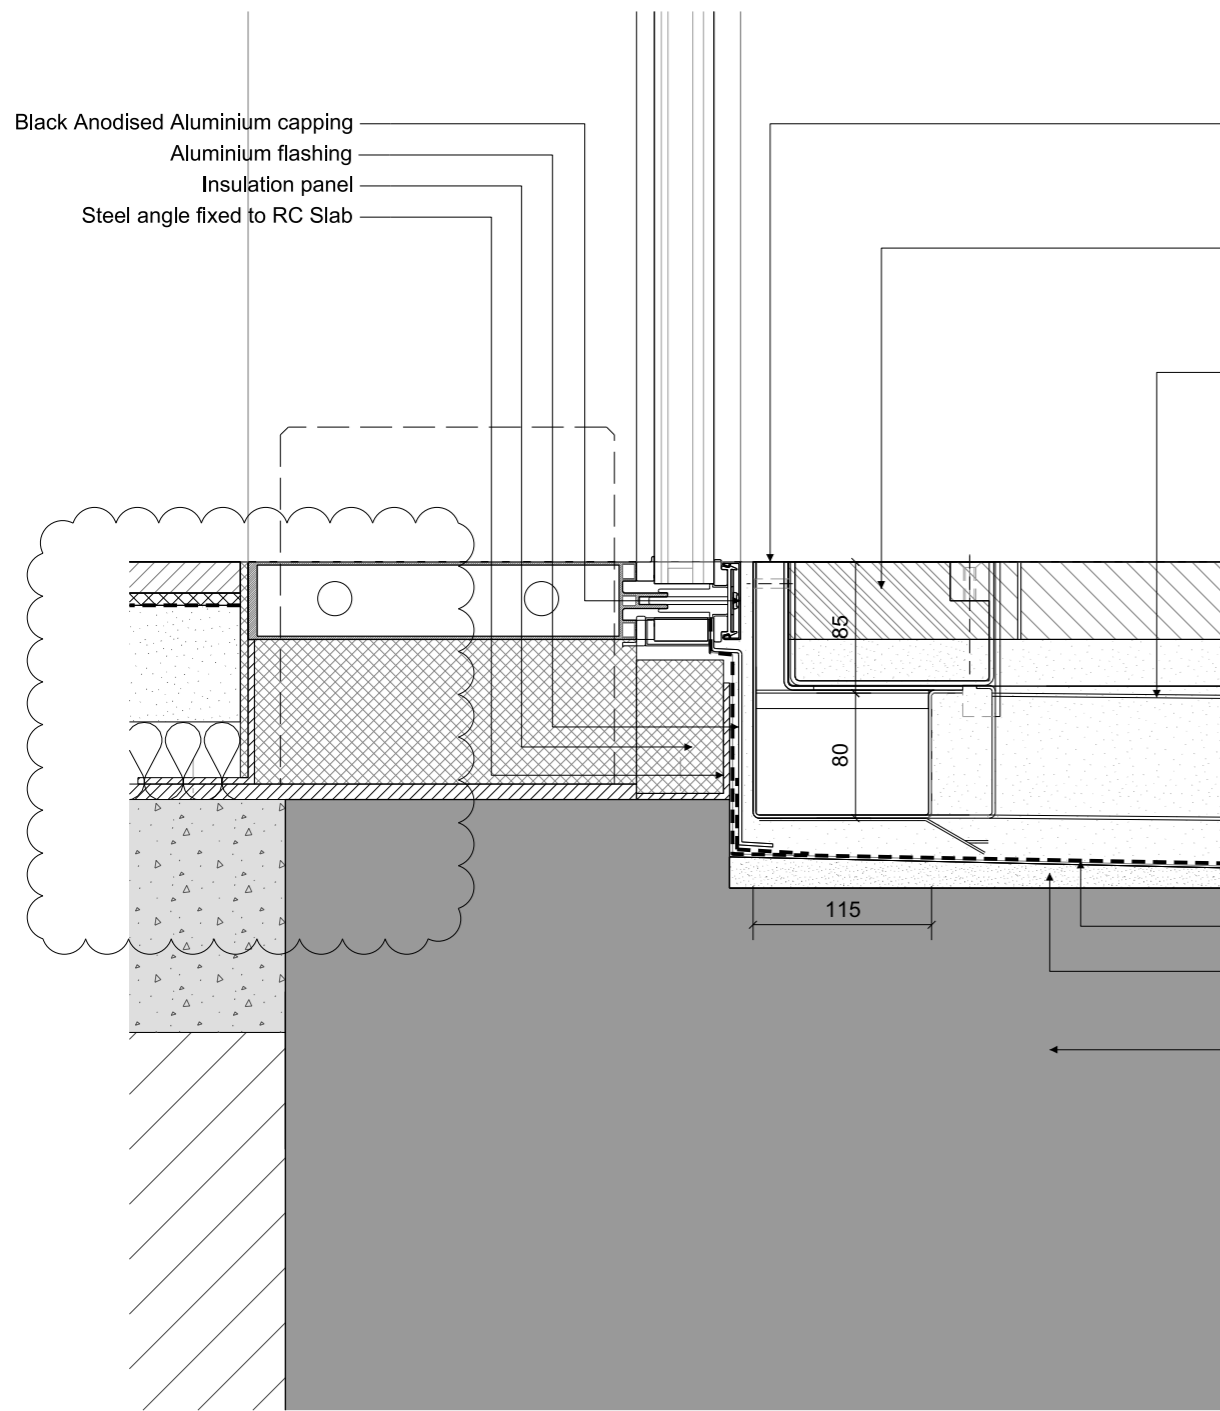 Black Anodised Aluminium capping
Aluminium flashing
Insulation panel
Steel angle fixed to RC Slab
85
80
115